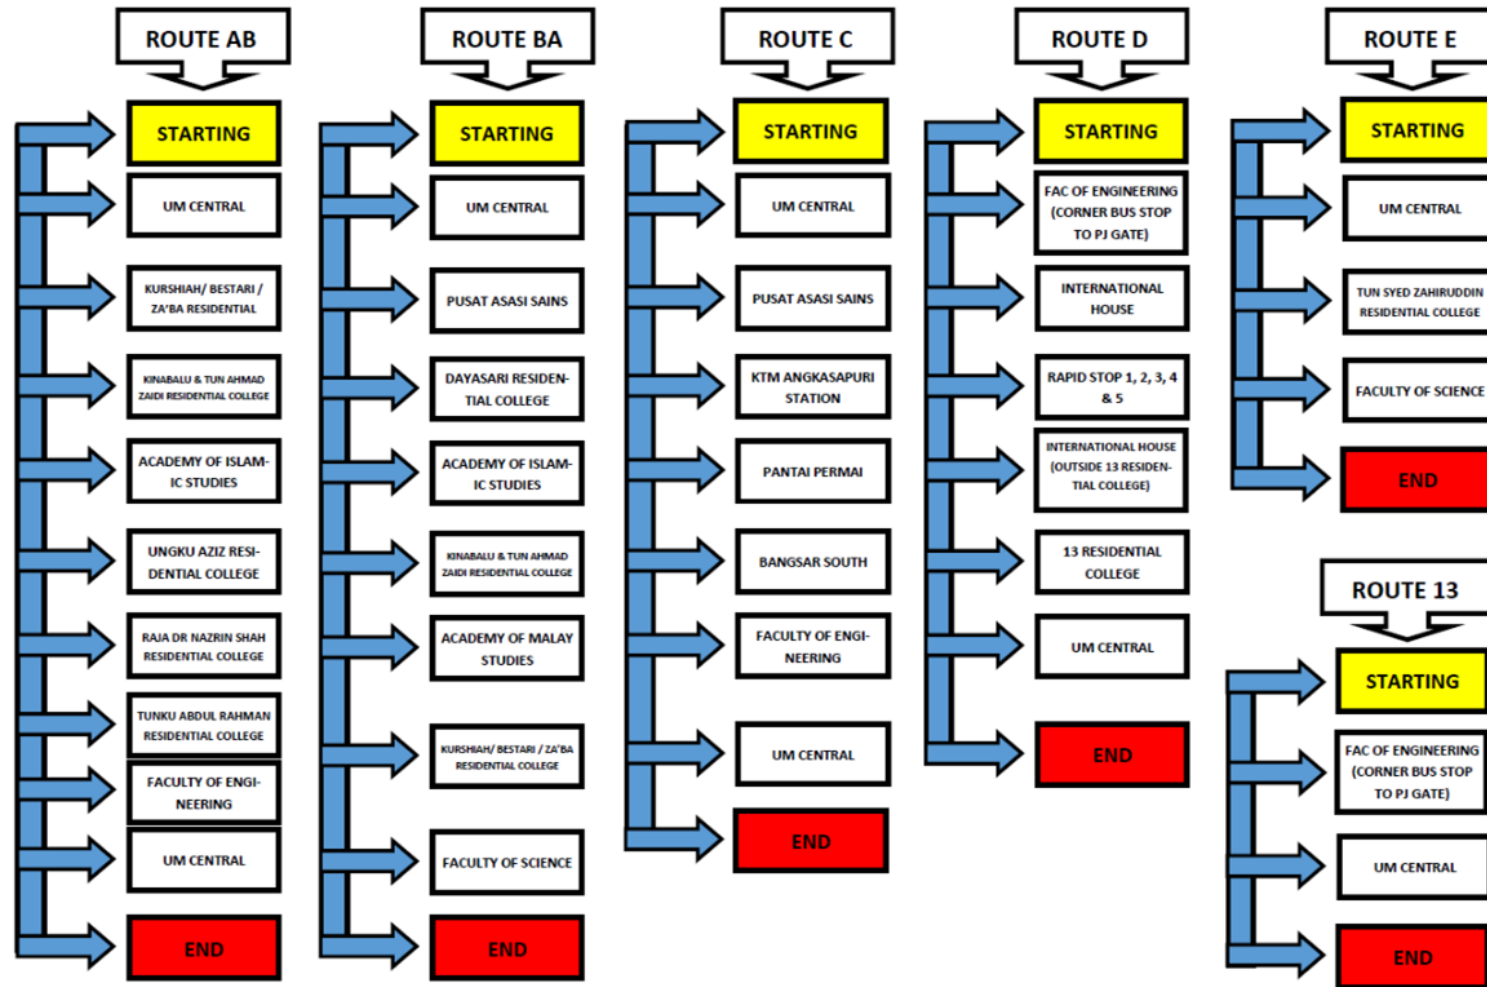 ROUTE AB
STARTING
UM CENTRAL
KURSHIAH/ BESTARI /
ZA'BA RESIDENTIAL
KINABALU & TUN AHMAD
ZAIDI RESIDENTIAL COLLEGE
ACADEMY OF ISLAM-
IC STUDIES
UNGKU AZIZ RESI-
DENTIAL COLLEGE
RAJA DR NAZRIN SHAH
RESIDENTIAL COLLEGE
TUNKU ABDUL RAHMAN
RESIDENTIAL COLLEGE
FACULTY OF ENGI-
NEERING
UM CENTRAL
END
ROUTE BA
STARTING
UM CENTRAL
PUSAT ASASI SAINS
DAYASARI RESIDEN-
TIAL COLLEGE
ACADEMY OF ISLAM-
IC STUDIES
KINABALU & TUN AHMAD
ZAIDI RESIDENTIAL COLLEGE
ACADEMY OF MALAY
STUDIES
KURSHIAH/ BESTARI / ZA'BA
RESIDENTIAL COLLEGE
FACULTY OF SCIENCE
END
ROUTE C
STARTING
UM CENTRAL
PUSAT ASASI SAINS
KTM ANGKASAPURI
STATION
PANTAI PERMAI
BANGSAR SOUTH
FACULTY OF ENGI-
NEERING
UM CENTRAL
END
ROUTE D
STARTING
FAC OF ENGINEERING
(CORNER BUS STOP
TO PJ GATE)
INTERNATIONAL
HOUSE
RAPID STOP 1, 2, 3, 4
& 5
INTERNATIONAL HOUSE
(OUTSIDE 13 RESIDEN-
TIAL COLLEGE)
13 RESIDENTIAL
COLLEGE
UM CENTRAL
END
ROUTE E
STARTING
UM CENTRAL
TUN SYED ZAHIRUDDIN
RESIDENTIAL COLLEGE
FACULTY OF SCIENCE
END
ROUTE 13
STARTING
FAC OF ENGINEERING
(CORNER BUS STOP
TO PJ GATE)
UM CENTRAL
END